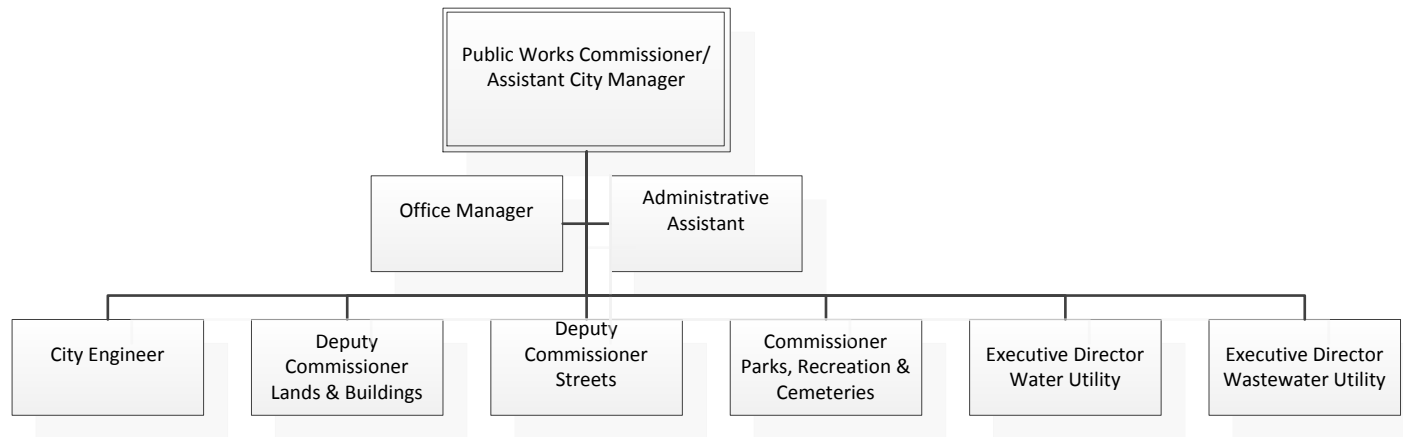 Public Works Commissioner/
Assistant City Manager
Office Manager
Administrative
Assistant
City Engineer
Deputy
Commissioner
Lands & Buildings
Deputy
Commissioner
Streets
Commissioner
Parks, Recreation &
Cemeteries
Executive Director
Water Utility
Executive Director
Wastewater Utility